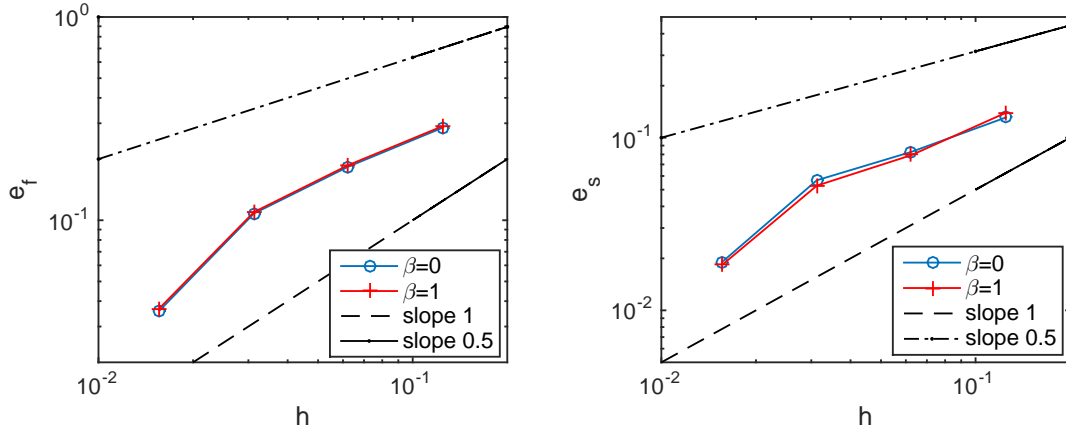 10^0
10^-1
e_f
10^-2
10^-1
h
β=0
β=1
slope 1
slope 0.5
10^-1
10^-2
e_s
10^-2
10^-1
h
β=0
β=1
slope 1
slope 0.5